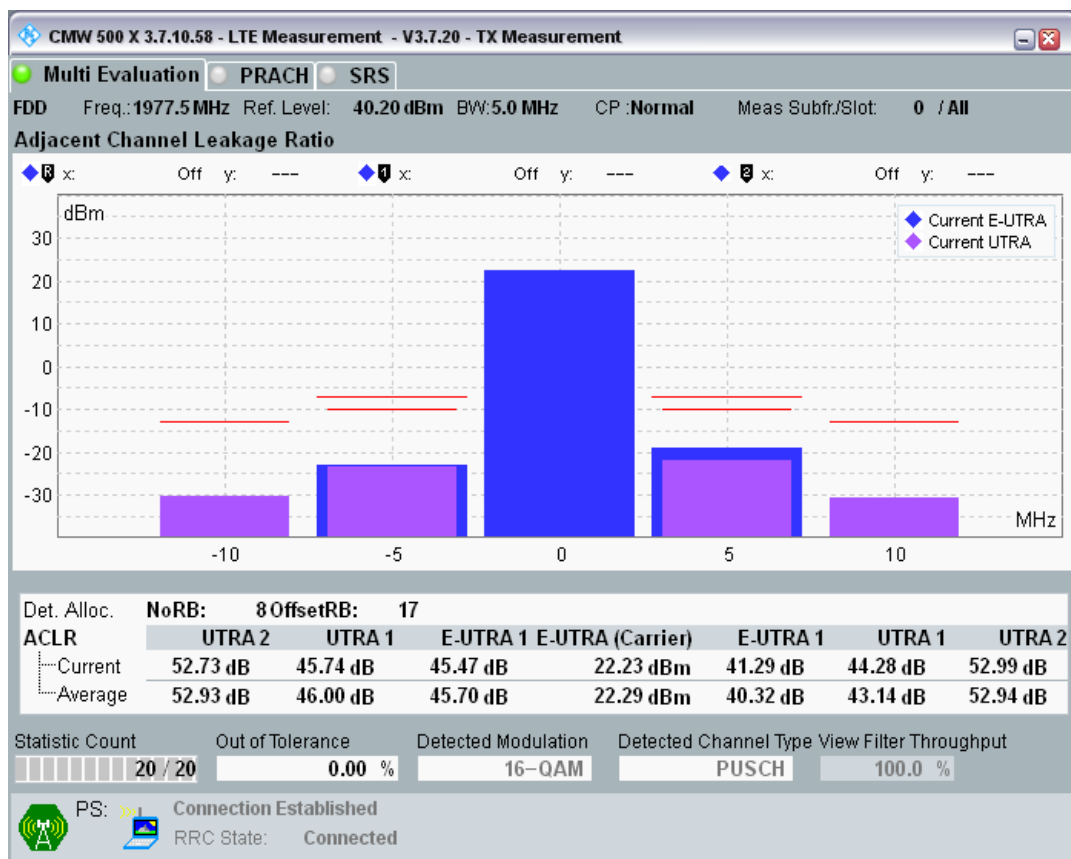 CMW 500 X 3.7.10.58 - LTE Measurement - V3.7.20 - TX Measurement
Multi Evaluation PRACH SRS
FDD Freq.: 1977.5 MHz Ref. Level: 40.20 dBm BW: 5.0 MHz CP : Normal Meas Subfr./Slot: 0 / All
Adjacent Channel Leakage Ratio
R x: Off y: --- 1 x: Off y: --- 2 x: Off y: ---
dBm
Current E-UTRA
Current UTRA
30
20
10
0
-10
-20
-30
MHz
-10 -5 0 5 10
Det. Alloc. NoRB: 8 OffsetRB: 17
ACLR UTRA 2 UTRA 1 E-UTRA 1 E-UTRA (Carrier) E-UTRA 1 UTRA 1 UTRA 2
Current 52.73 dB 45.74 dB 45.47 dB 22.23 dBm 41.29 dB 44.28 dB 52.99 dB
Average 52.93 dB 46.00 dB 45.70 dB 22.29 dBm 40.32 dB 43.14 dB 52.94 dB
Statistic Count Out of Tolerance Detected Modulation Detected Channel Type View Filter Throughput
20 / 20 0.00 % 16-QAM PUSCH 100.0 %
PS: Connection Established
RRC State: Connected